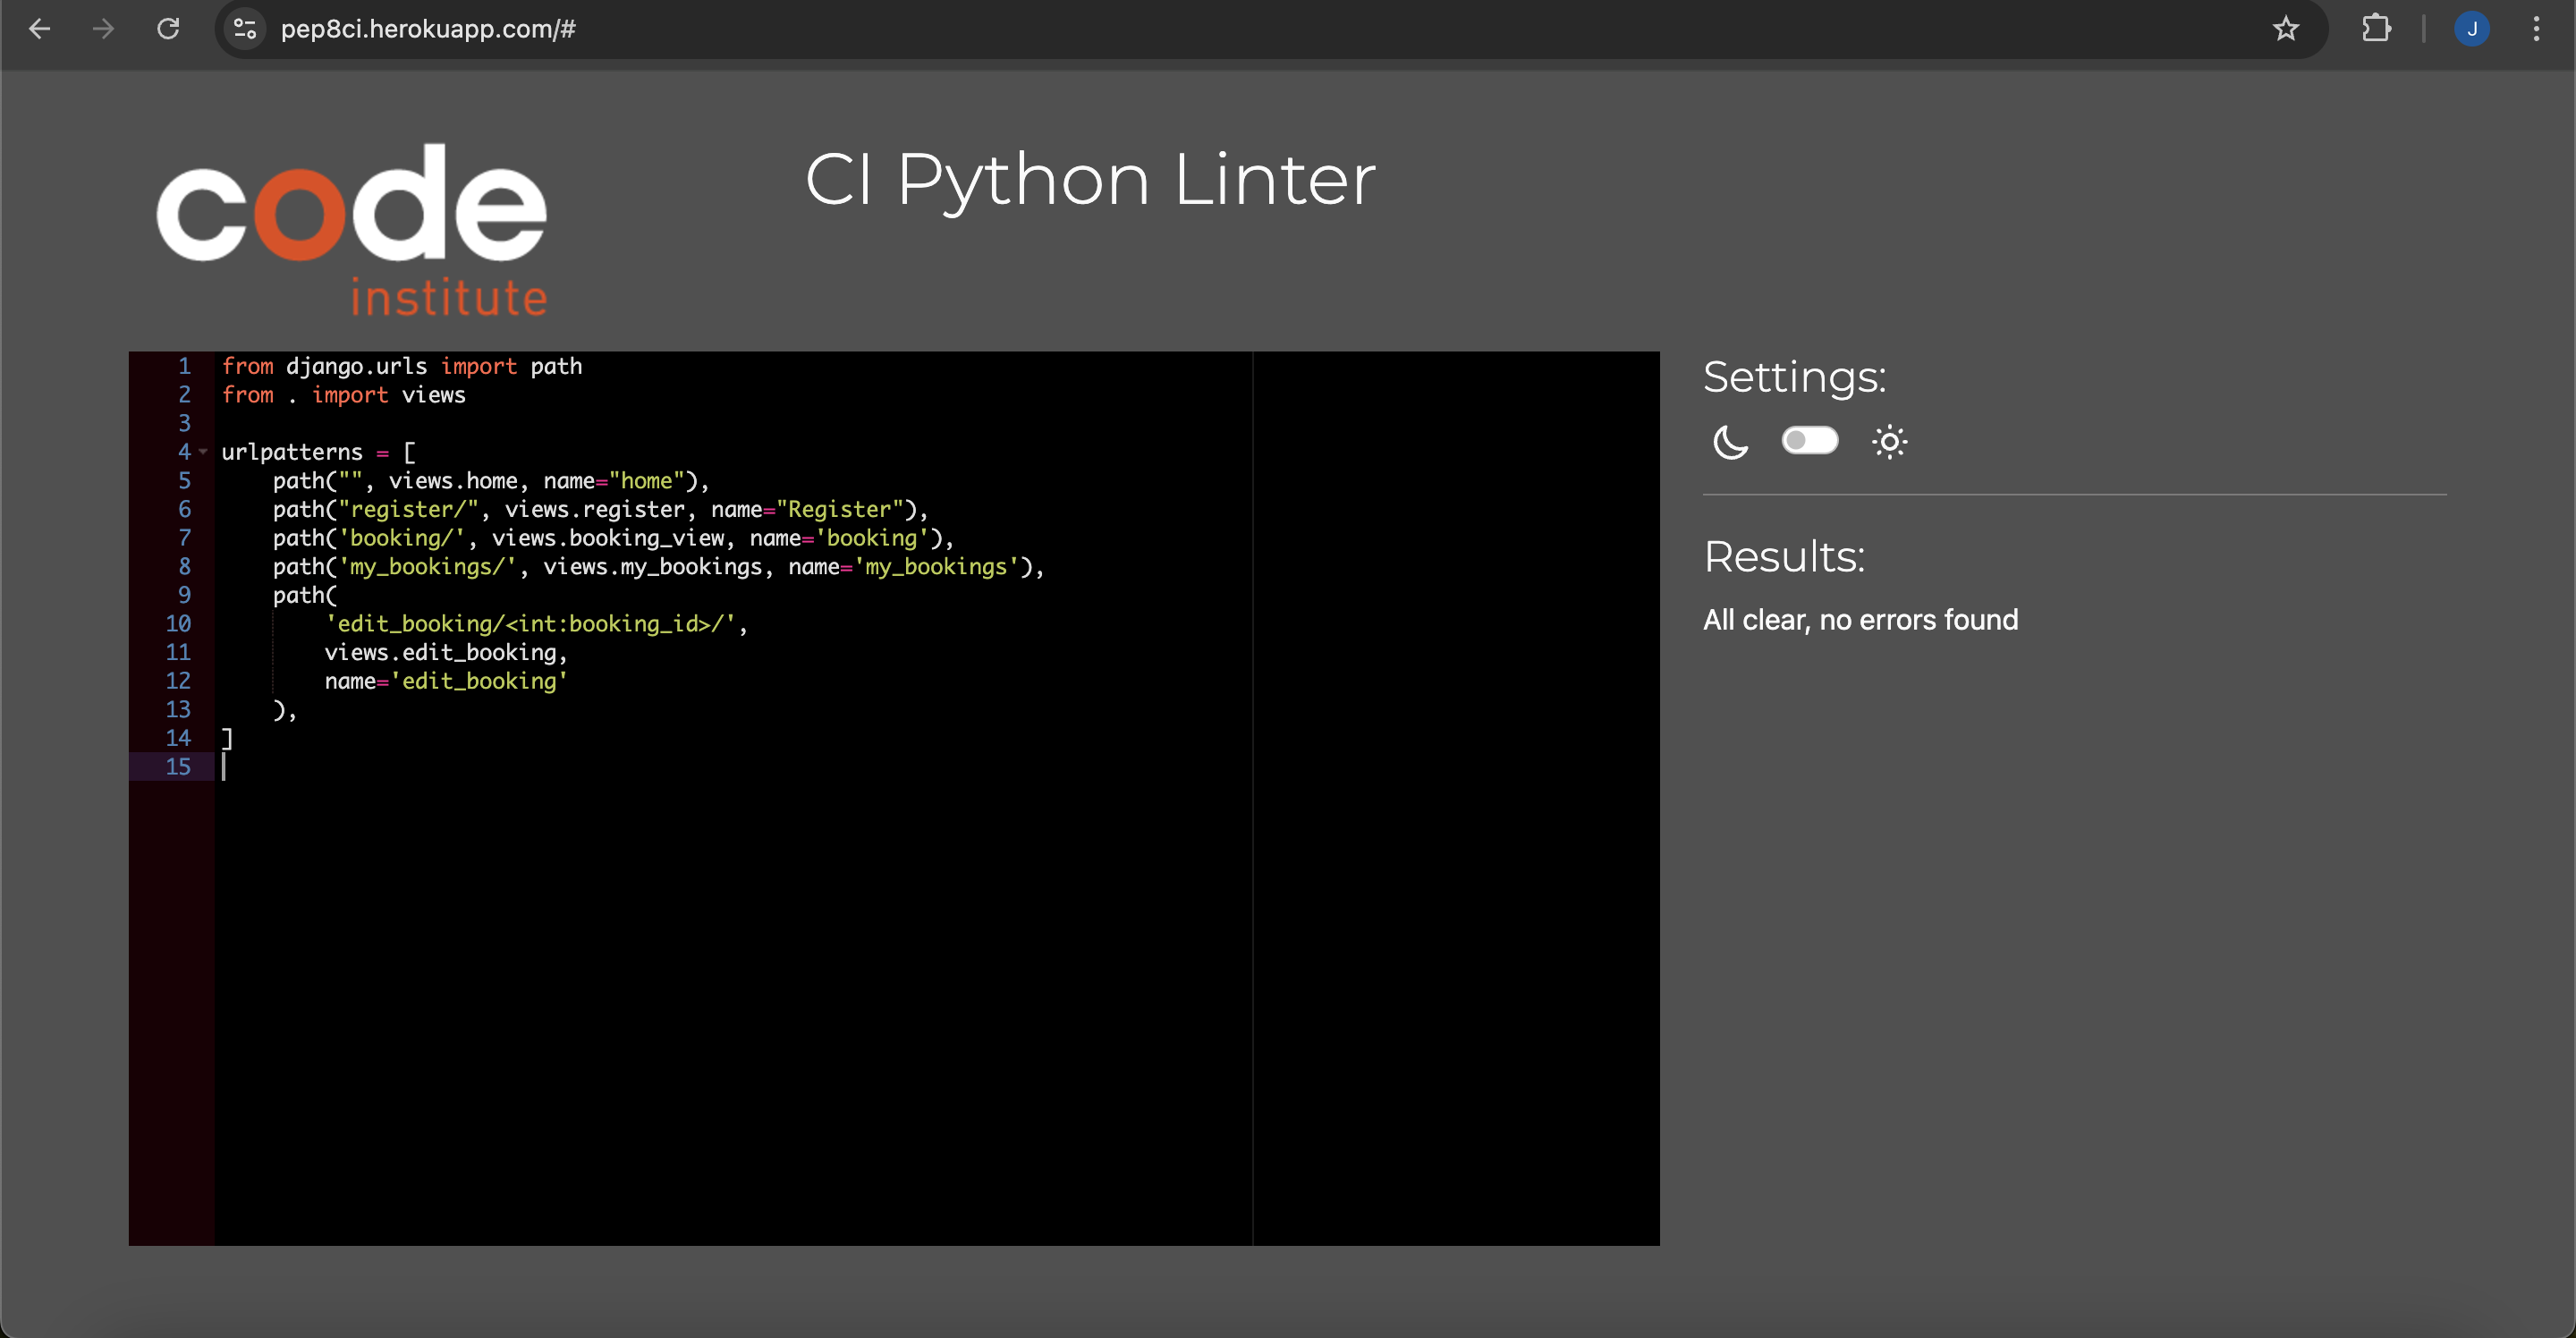 pep8ci.herokuapp.com/#
J
code
institute
CI Python Linter
1 from django.urls import path
2 from . import views
3
4 urlpatterns = [
5     path("", views.home, name="home"),
6     path("register/", views.register, name="Register"),
7     path('booking/', views.booking_view, name='booking'),
8     path('my_bookings/', views.my_bookings, name='my_bookings'),
9     path(
10         'edit_booking/<int:booking_id>/',
11         views.edit_booking,
12         name='edit_booking'
13     ),
14 ]
15
Settings:
Results:
All clear, no errors found